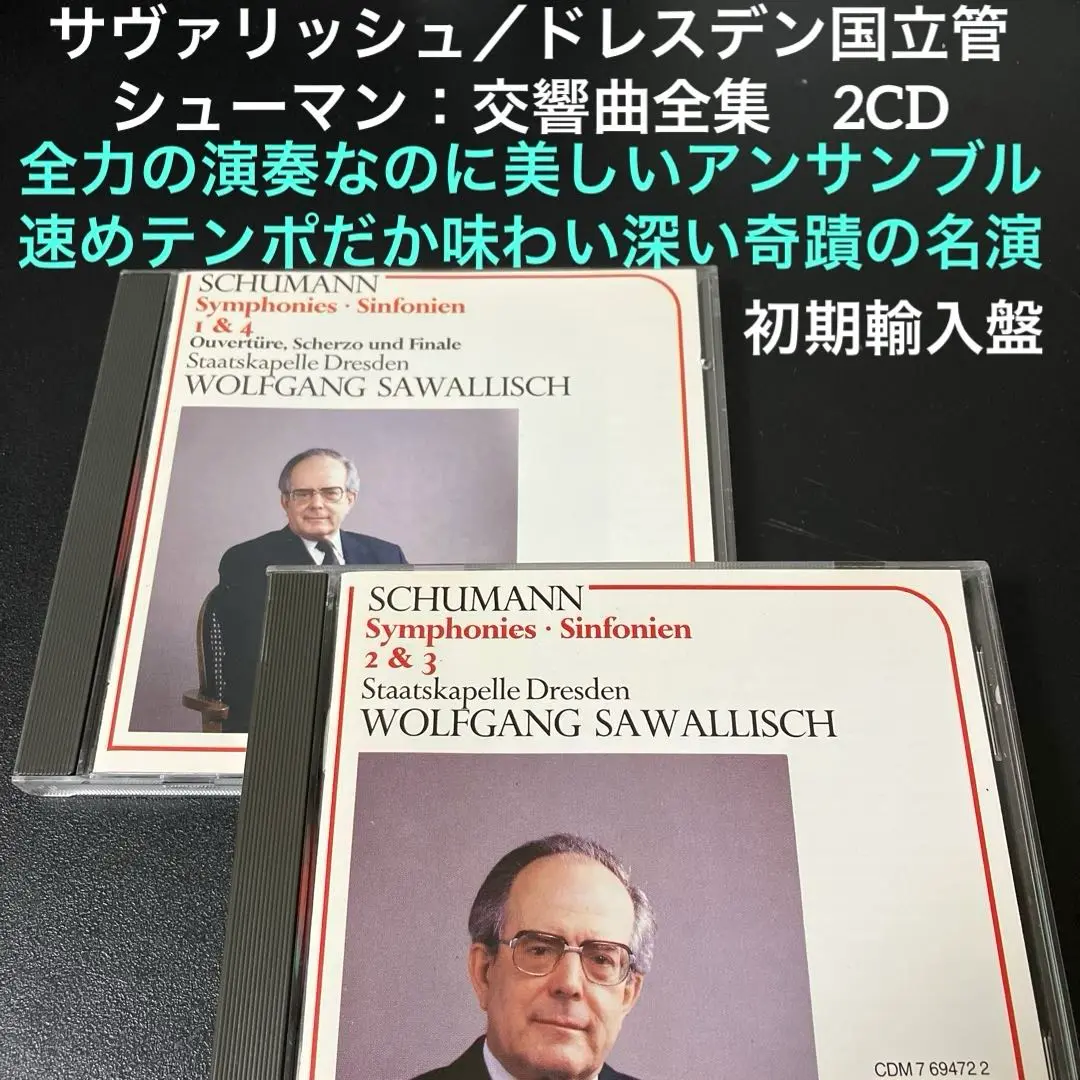 サヴァリッシュ／ドレスデン国立管
シューマン：交響曲全集　2CD
全力の演奏なのに美しいアンサンブル
速めテンポだか味わい深い奇蹟の名演
初期輸入盤
SCHUMANN
Symphonies · Sinfonien
1 & 4
Ouvertüre, Scherzo und Finale
Staatskapelle Dresden
WOLFGANG SAWALLISCH
SCHUMANN
Symphonies · Sinfonien
2 & 3
Staatskapelle Dresden
WOLFGANG SAWALLISCH
CDM 7 69472 2